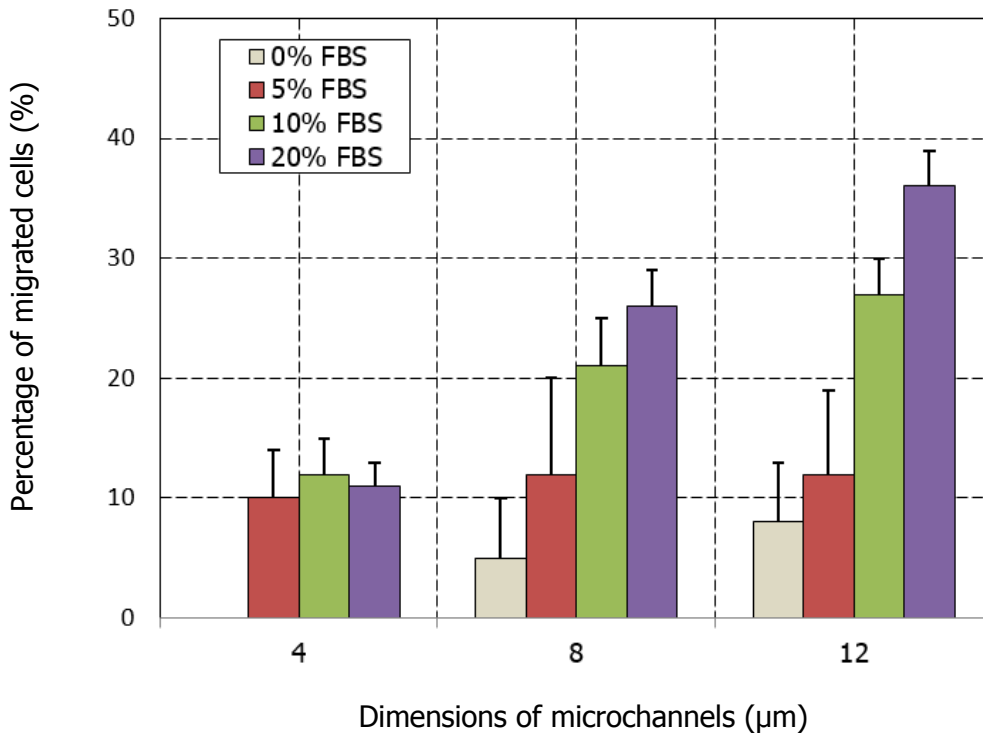 Percentage of migrated cells (%)
50
40
30
20
10
0
0% FBS
5% FBS
10% FBS
20% FBS
4
8
12
Dimensions of microchannels (µm)